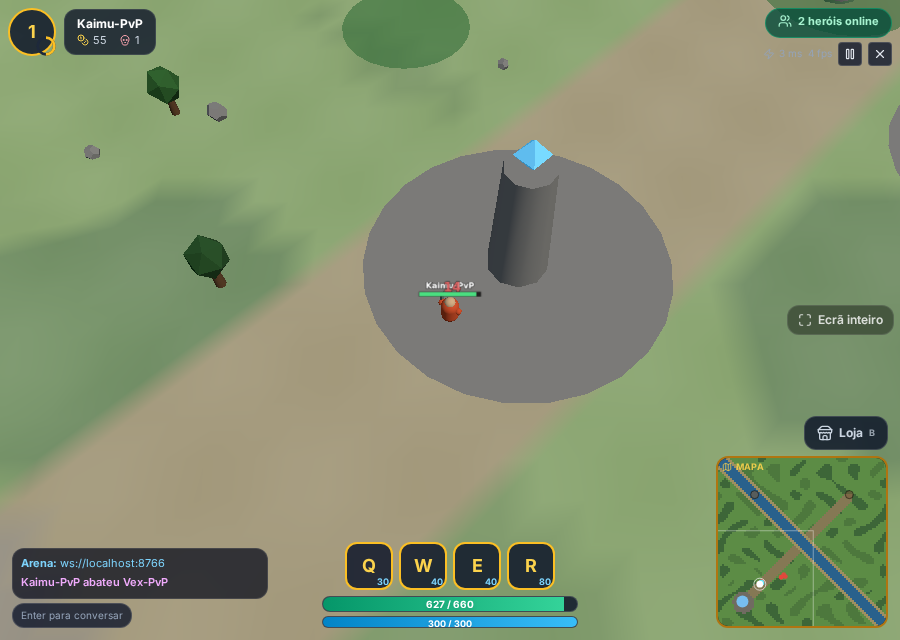 1
Kaimu-PvP
55
1
2 heróis online
Kaimu-PvP
Ecrã inteiro
Loja B
MAPA
Arena: ws://localhost:8766
Kaimu-PvP abateu Vex-PvP
Enter para conversar
Q
30
W
40
E
40
R
80
627 / 660
300 / 300